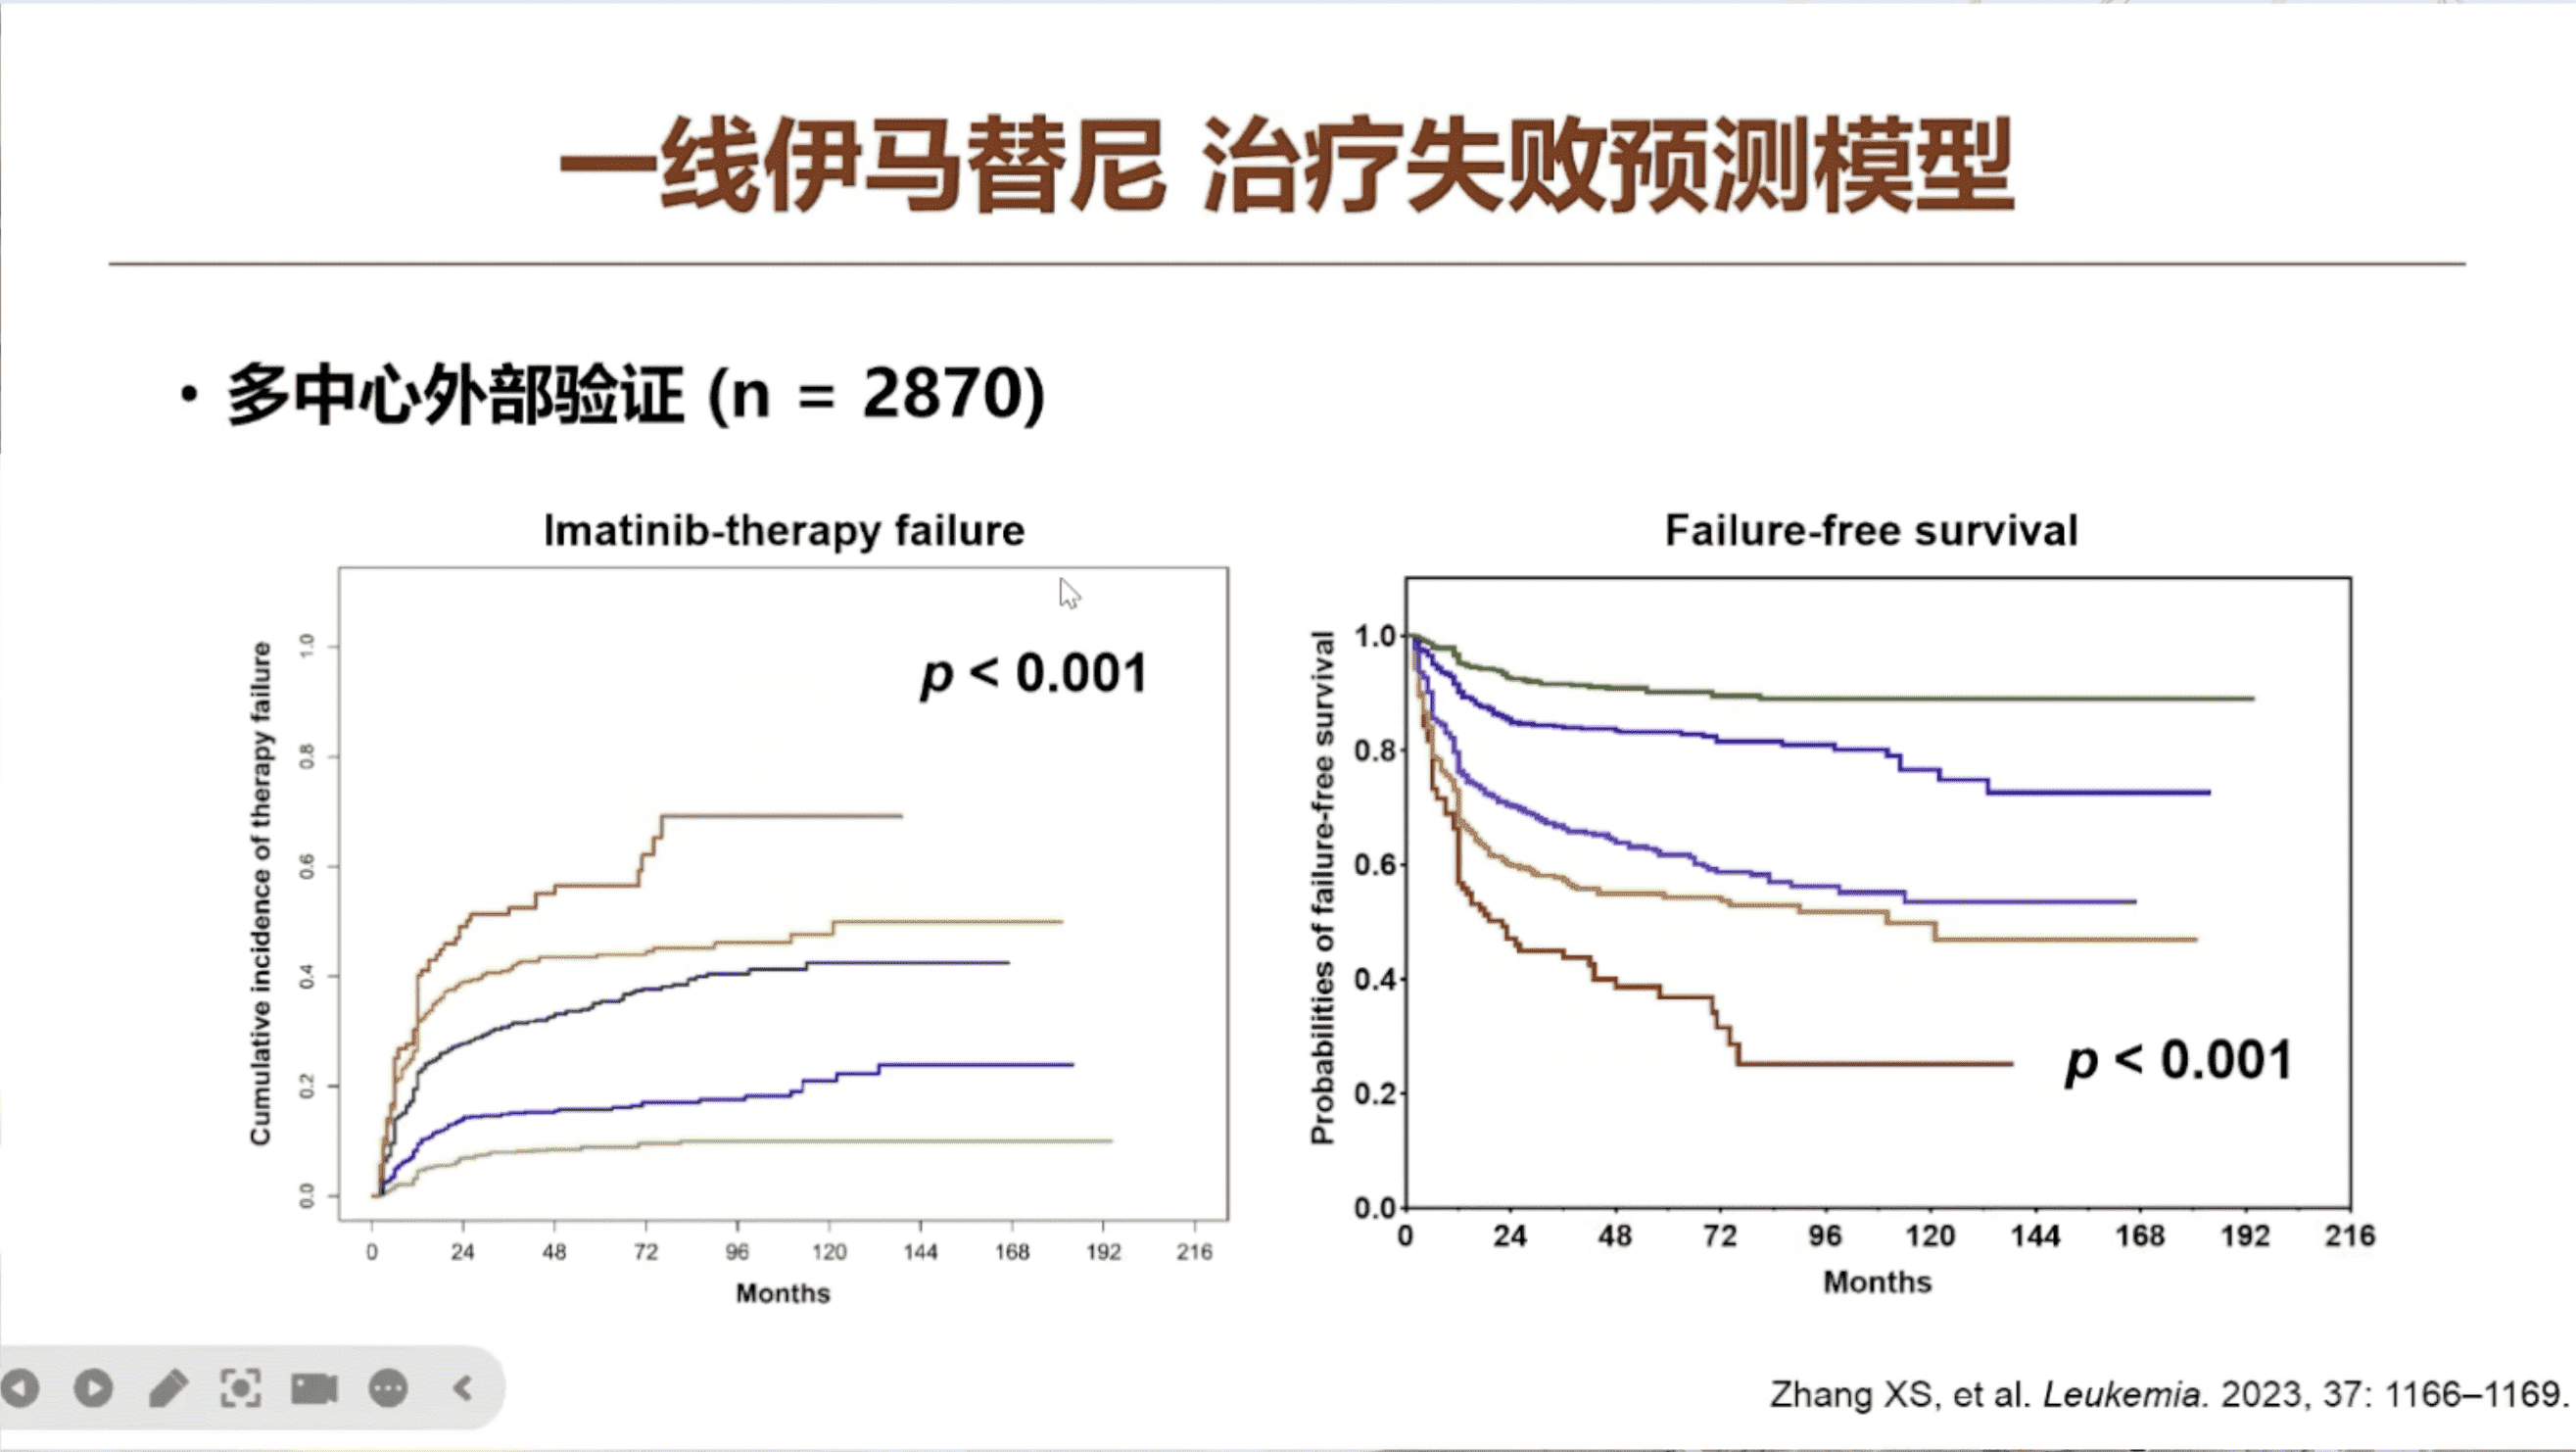 一线伊马替尼 治疗失败预测模型
• 多中心外部验证 (n = 2870)
Imatinib-therapy failure
Cumulative incidence of therapy failure
1.0
0.8
0.6
0.4
0.2
0.0
p < 0.001
0 24 48 72 96 120 144 168 192 216
Months
Failure-free survival
Probabilities of failure-free survival
1.0
0.8
0.6
0.4
0.2
0.0
p < 0.001
0 24 48 72 96 120 144 168 192 216
Months
Zhang XS, et al. Leukemia. 2023, 37: 1166–1169.